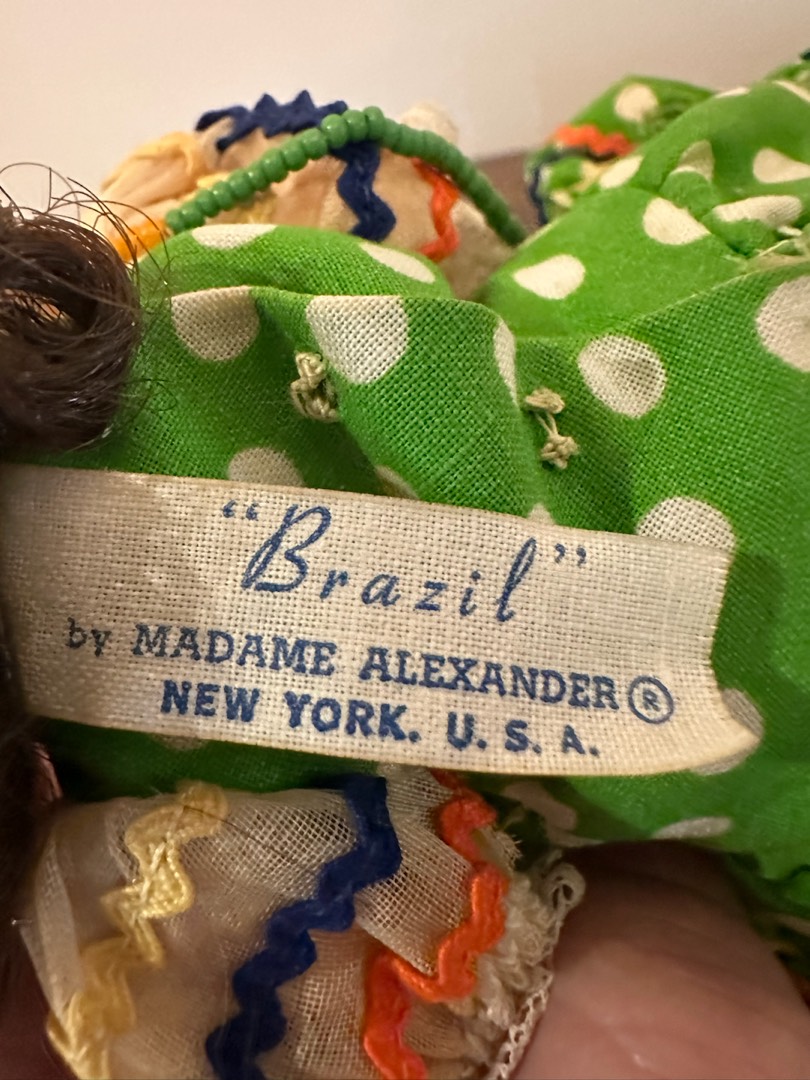 “Brazil”
by MADAME ALEXANDER®
NEW YORK. U. S. A.